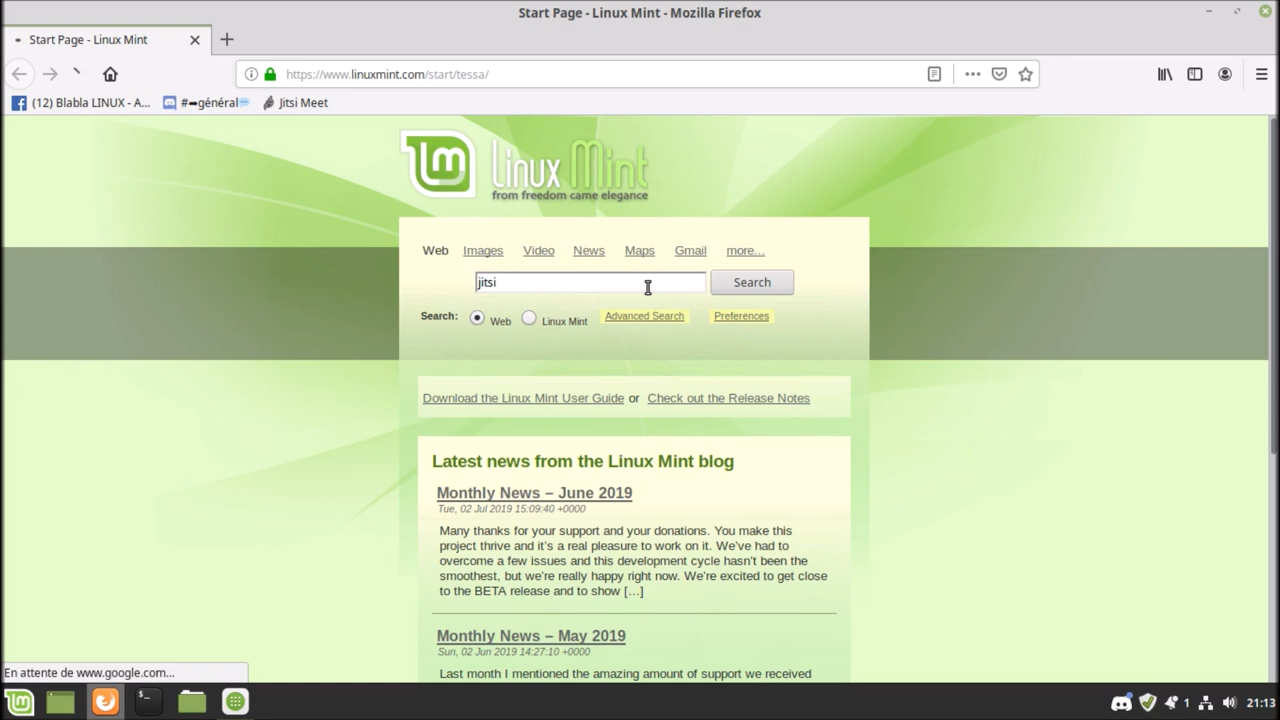 Start Page - Linux Mint - Mozilla Firefox
Start Page - Linux Mint
https://www.linuxmint.com/start/tessa/
(12) Blabla LINUX - A... #➡général💬 Jitsi Meet
lm Linux Mint
from freedom came elegance
Web Images Video News Maps Gmail more...
jitsi Search
Search: Web Linux Mint Advanced Search Preferences
Download the Linux Mint User Guide or Check out the Release Notes
Latest news from the Linux Mint blog
Monthly News – June 2019
Tue, 02 Jul 2019 15:09:40 +0000
Many thanks for your support and your donations. You make this
project thrive and it's a real pleasure to work on it. We've had to
overcome a few issues and this development cycle hasn't been the
smoothest, but we're really happy right now. We're excited to get close
to the BETA release and to show […]
Monthly News – May 2019
Sun, 02 Jun 2019 14:27:10 +0000
Last month I mentioned the amazing amount of support we received
En attente de www.google.com...
1 21:13